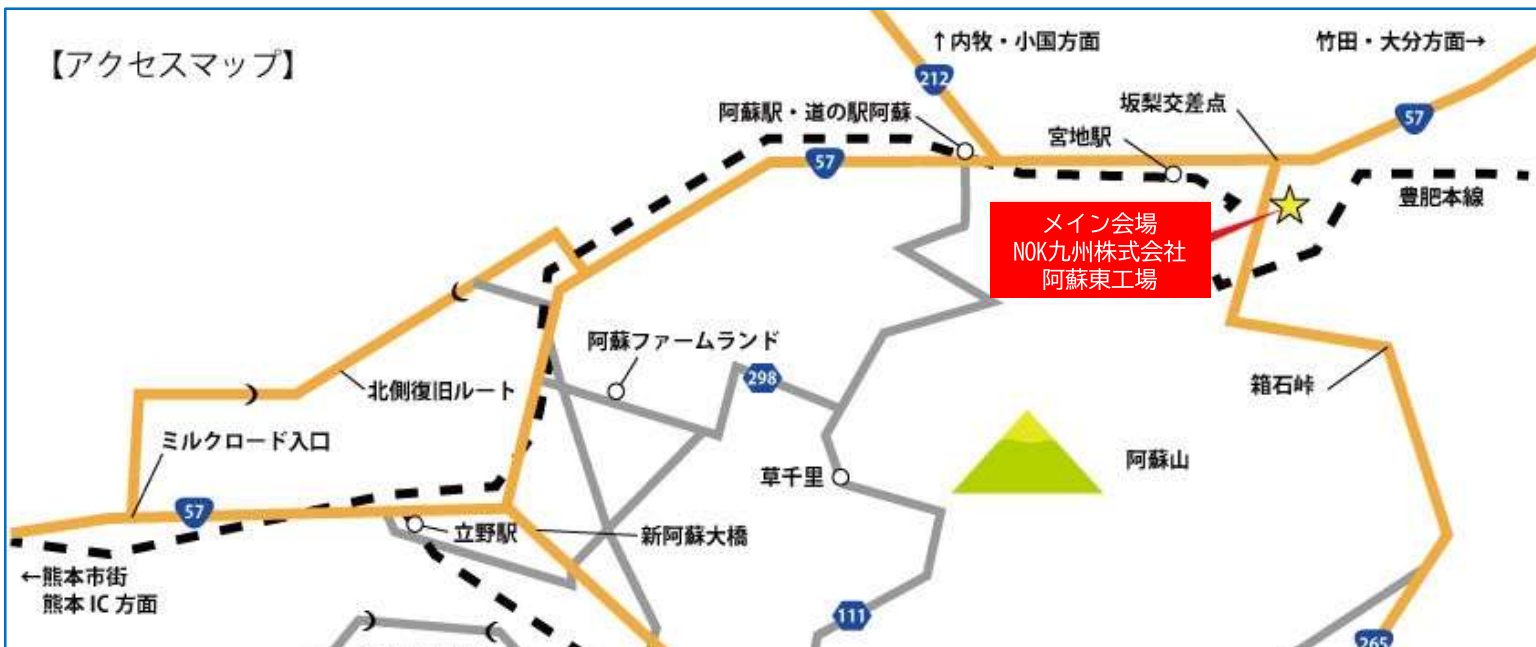 【アクセスマップ】
↑内牧・小国方面
竹田・大分方面→
212
阿蘇駅・道の駅阿蘇
坂梨交差点
57
宮地駅
57
豊肥本線
メイン会場
NOK九州株式会社
阿蘇東工場
阿蘇ファームランド
298
北側復旧ルート
箱石峠
ミルクロード入口
阿蘇山
草千里
57
立野駅
新阿蘇大橋
←熊本市街
熊本 IC 方面
111
265